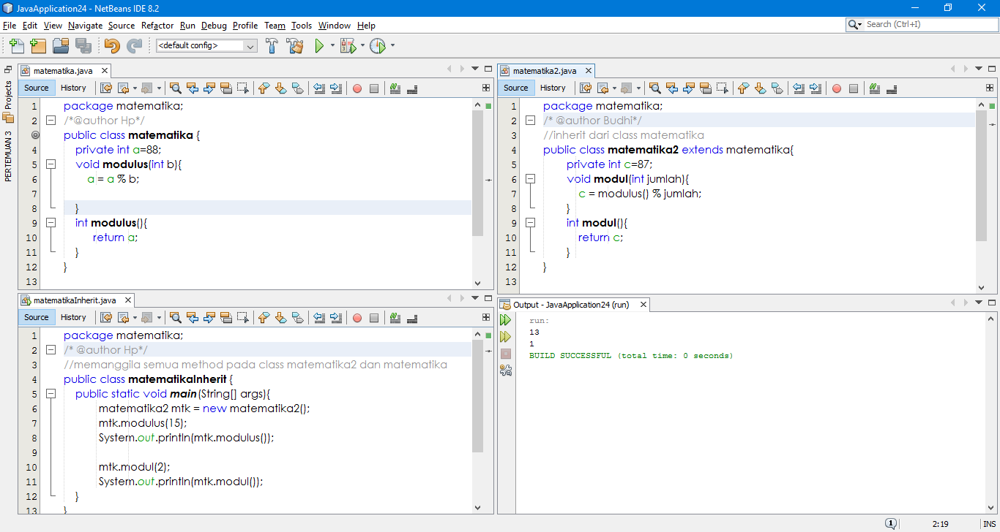 JavaApplication24 - NetBeans IDE 8.2
File Edit View Navigate Source Refactor Run Debug Profile Team Tools Window Help
Search (Ctrl+I)
<default config>
Projects
PERTEMUAN 3
matematika.java
Source History
1 package matematika;
2 /*@author Hp*/
public class matematika {
4 private int a=88;
5 void modulus(int b){
6 a = a % b;
7
8 }
9 int modulus(){
10 return a;
11 }
12 }
13
matematika2.java
Source History
1 package matematika;
2 /* @author Budhi*/
3 //inherit dari class matematika
4 public class matematika2 extends matematika{
5 private int c=87;
6 void modul(int jumlah){
7 c = modulus() % jumlah;
8 }
9 int modul(){
10 return c;
11 }
12 }
13
matematikaInherit.java
Source History
1 package matematika;
2 /* @author Hp*/
3 //memanggila semua method pada class matematika2 dan matematika
4 public class matematikaInherit {
5 public static void main(String[] args){
6 matematika2 mtk = new matematika2();
7 mtk.modulus(15);
8 System.out.println(mtk.modulus());
9
10 mtk.modul(2);
11 System.out.println(mtk.modul());
12 }
13 }
Output - JavaApplication24 (run)
run:
13
1
BUILD SUCCESSFUL (total time: 0 seconds)
1
2:19
INS